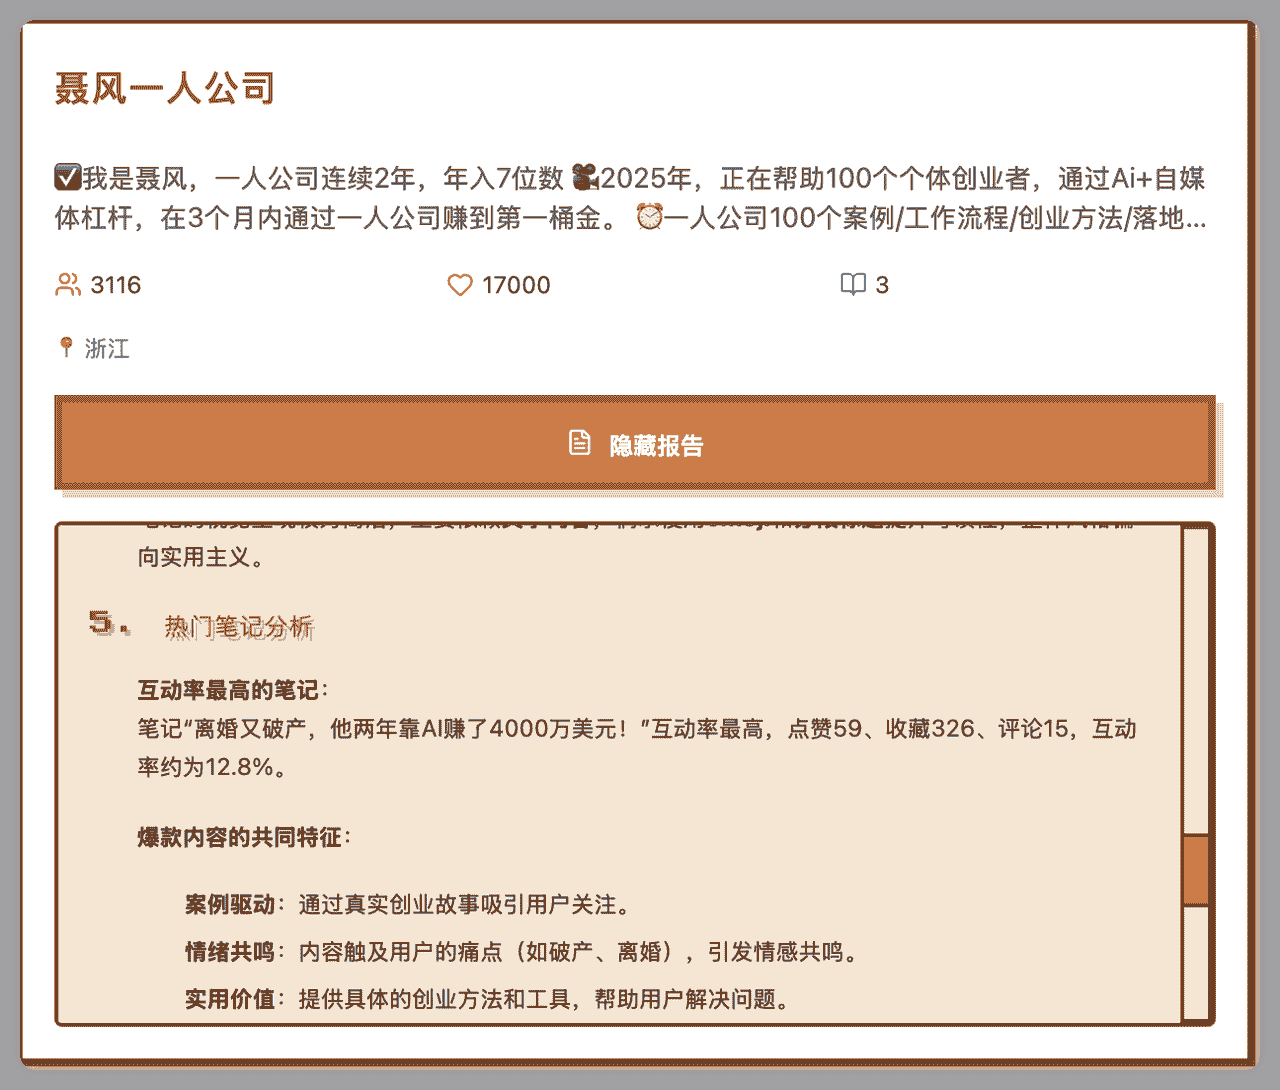 聂风一人公司
☑我是聂风，一人公司连续2年，年入7位数 🎥2025年，正在帮助100个个体创业者，通过Ai+自媒
体杠杆，在3个月内通过一人公司赚到第一桶金。 ⏰一人公司100个案例/工作流程/创业方法/落地...
3116 17000 3
📍 浙江
隐藏报告
向实用主义。
5. 热门笔记分析
互动率最高的笔记：
笔记“离婚又破产，他两年靠AI赚了4000万美元！”互动率最高，点赞59、收藏326、评论15，互动
率约为12.8%。
爆款内容的共同特征：
案例驱动：通过真实创业故事吸引用户关注。
情绪共鸣：内容触及用户的痛点（如破产、离婚），引发情感共鸣。
实用价值：提供具体的创业方法和工具，帮助用户解决问题。